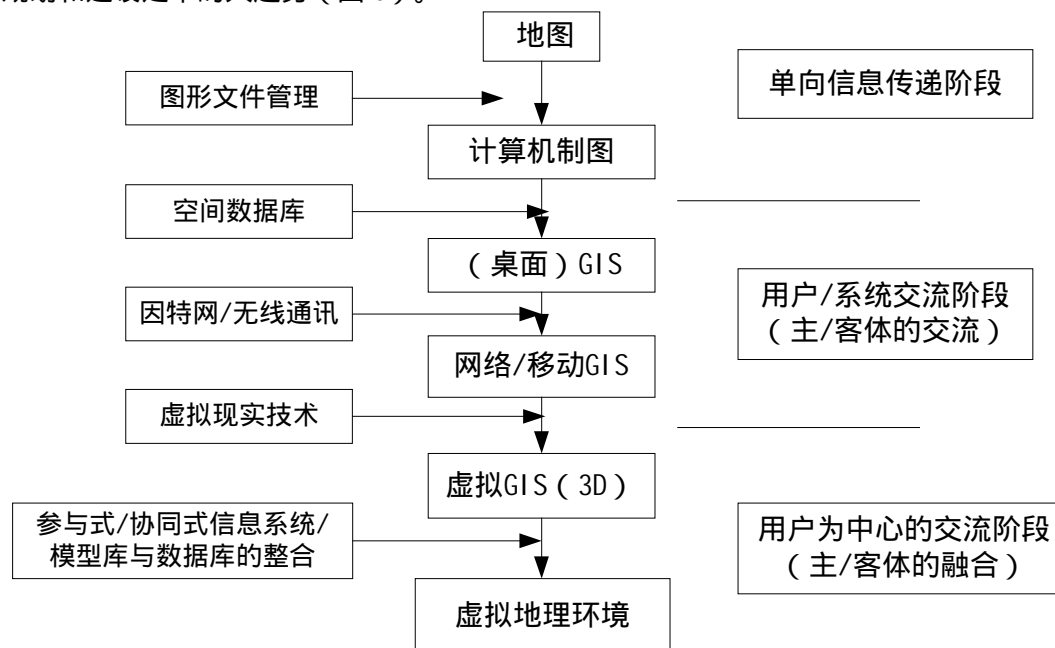 地图
单向信息传递阶段
图形文件管理
计算机制图
空间数据库
（桌面）GIS
因特网/无线通讯
用户/系统交流阶段
（主/客体的交流）
网络/移动GIS
虚拟现实技术
虚拟GIS（3D）
参与式/协同式信息系统/
模型库与数据库的整合
用户为中心的交流阶段
（主/客体的融合）
虚拟地理环境